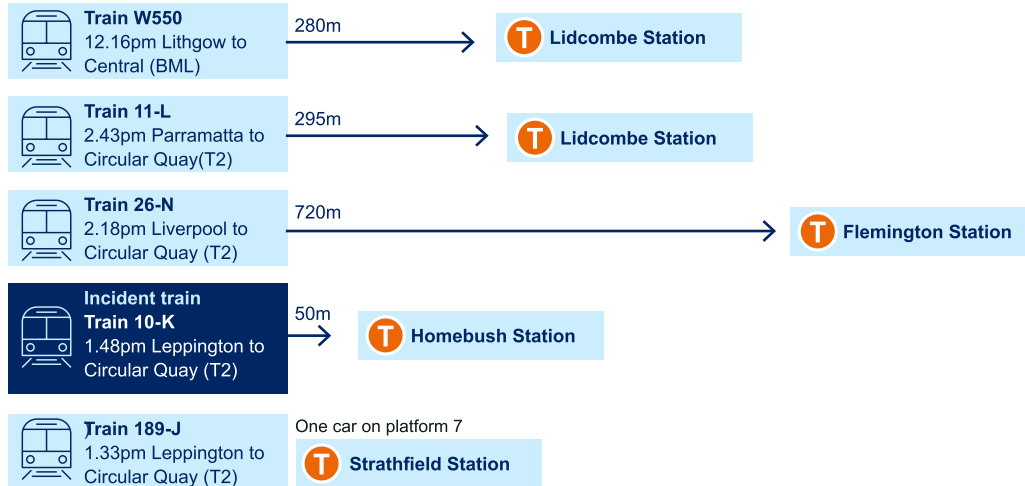 Train W550
12.16pm Lithgow to
Central (BML)
280m
T Lidcombe Station
Train 11-L
2.43pm Parramatta to
Circular Quay(T2)
295m
T Lidcombe Station
Train 26-N
2.18pm Liverpool to
Circular Quay (T2)
720m
T Flemington Station
Incident train
Train 10-K
1.48pm Leppington to
Circular Quay (T2)
50m
T Homebush Station
)Train 189-J
1.33pm Leppington to
Circular Quay (T2)
One car on platform 7
T Strathfield Station